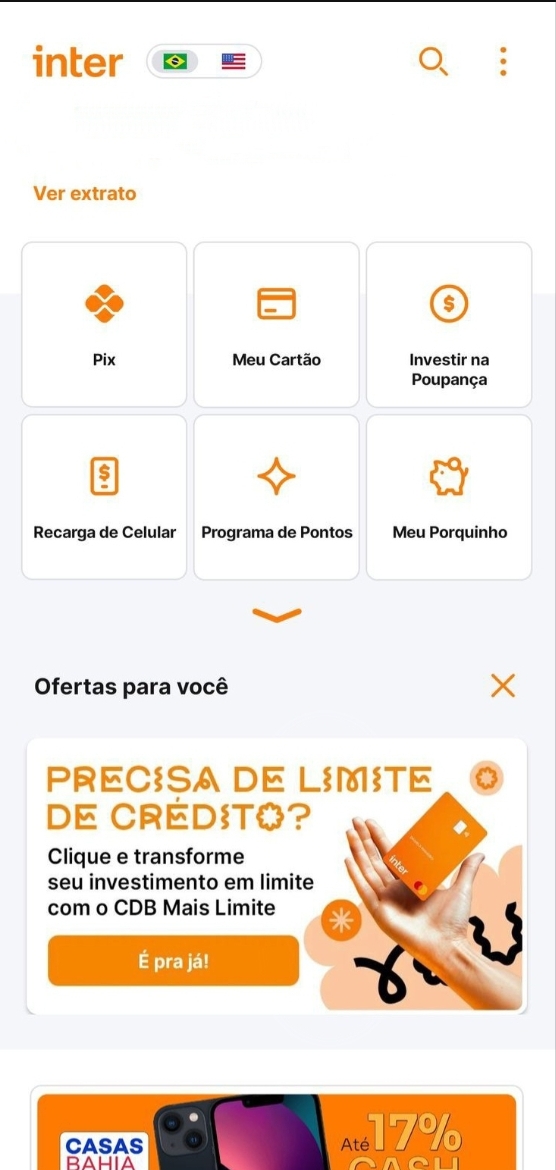 inter
Ver extrato
Pix
Meu Cartão
Investir na
Poupança
Recarga de Celular
Programa de Pontos
Meu Porquinho
Ofertas para você
PRECISA DE LIMITE
DE CRÉDITO?
Clique e transforme
seu investimento em limite
com o CDB Mais Limite
É pra já!
inter
CASAS
BAHIA
Até 17%
CASH